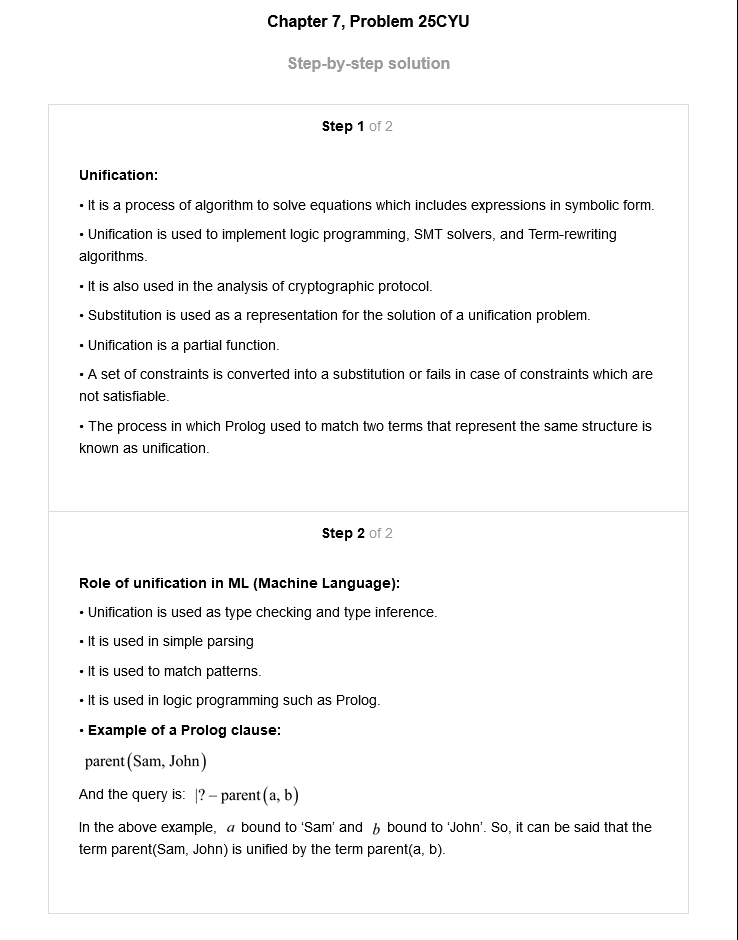 Chapter 7, Problem 25CYU
Step-by-step solution
Step 1 of 2
Unification:
• It is a process of algorithm to solve equations which includes expressions in symbolic form.
• Unification is used to implement logic programming, SMT solvers, and Term-rewriting
algorithms.
• It is also used in the analysis of cryptographic protocol.
• Substitution is used as a representation for the solution of a unification problem.
• Unification is a partial function.
• A set of constraints is converted into a substitution or fails in case of constraints which are
not satisfiable.
• The process in which Prolog used to match two terms that represent the same structure is
known as unification.
Step 2 of 2
Role of unification in ML (Machine Language):
• Unification is used as type checking and type inference.
• It is used in simple parsing
• It is used to match patterns.
• It is used in logic programming such as Prolog.
• Example of a Prolog clause:
parent(Sam, John)
And the query is: |? – parent(a, b)
In the above example, a bound to ‘Sam’ and b bound to ‘John’. So, it can be said that the
term parent(Sam, John) is unified by the term parent(a, b).